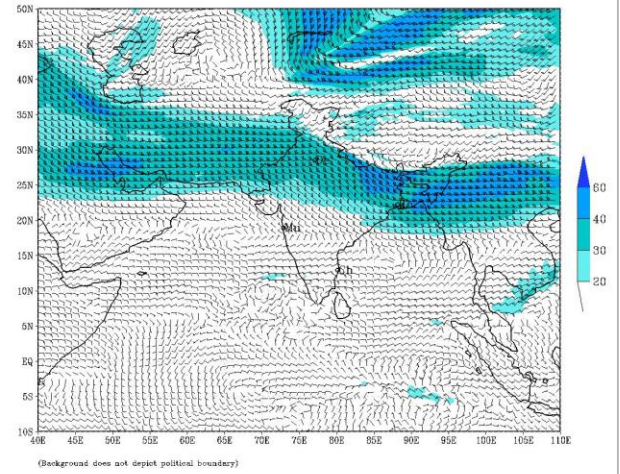 50N
45N
40N
35N
30N
25N
20N
15N
10N
5N
EQ
5S
10S
40E 45E 50E 55E 60E 65E 70E 75E 80E 85E 90E 95E 100E 105E 110E
Mu
Ch
60
40
30
20
(Background does not depict political boundary)